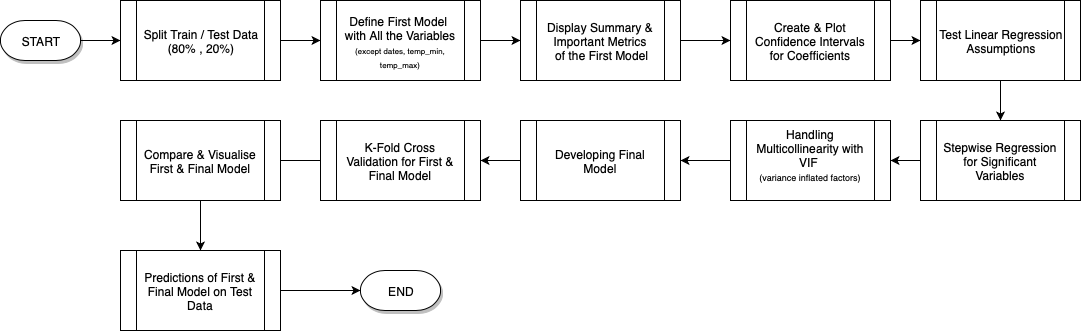 START
Split Train / Test Data
(80% , 20%)
Define First Model
with All the Variables
(except dates, temp_min,
temp_max)
Display Summary &
Important Metrics
of the First Model
Create & Plot
Confidence Intervals
for Coefficients
Test Linear Regression
Assumptions
Compare & Visualise
First & Final Model
K-Fold Cross
Validation for First &
Final Model
Developing Final
Model
Handling
Multicollinearity with
VIF
(variance inflated factors)
Stepwise Regression
for Significant
Variables
Predictions of First &
Final Model on Test
Data
END